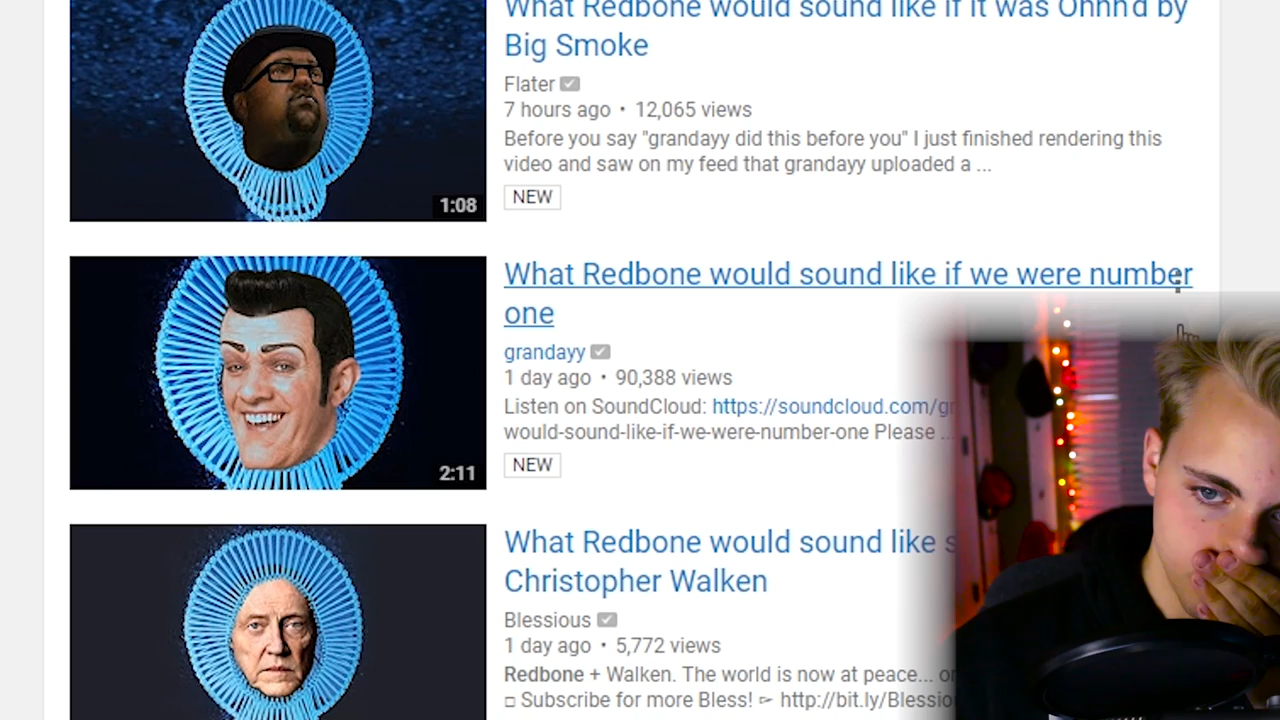 What Redbone would sound like if it was Ohhh'd by
Big Smoke
Flater
7 hours ago • 12,065 views
Before you say "grandayy did this before you" I just finished rendering this
video and saw on my feed that grandayy uploaded a ...
NEW
1:08
What Redbone would sound like if we were number
one
grandayy
1 day ago • 90,388 views
Listen on SoundCloud: https://soundcloud.com/gr
would-sound-like-if-we-were-number-one Please ...
NEW
2:11
What Redbone would sound like s
Christopher Walken
Blessious
1 day ago • 5,772 views
Redbone + Walken. The world is now at peace... or
□ Subscribe for more Bless! ➢ http://bit.ly/Blessio